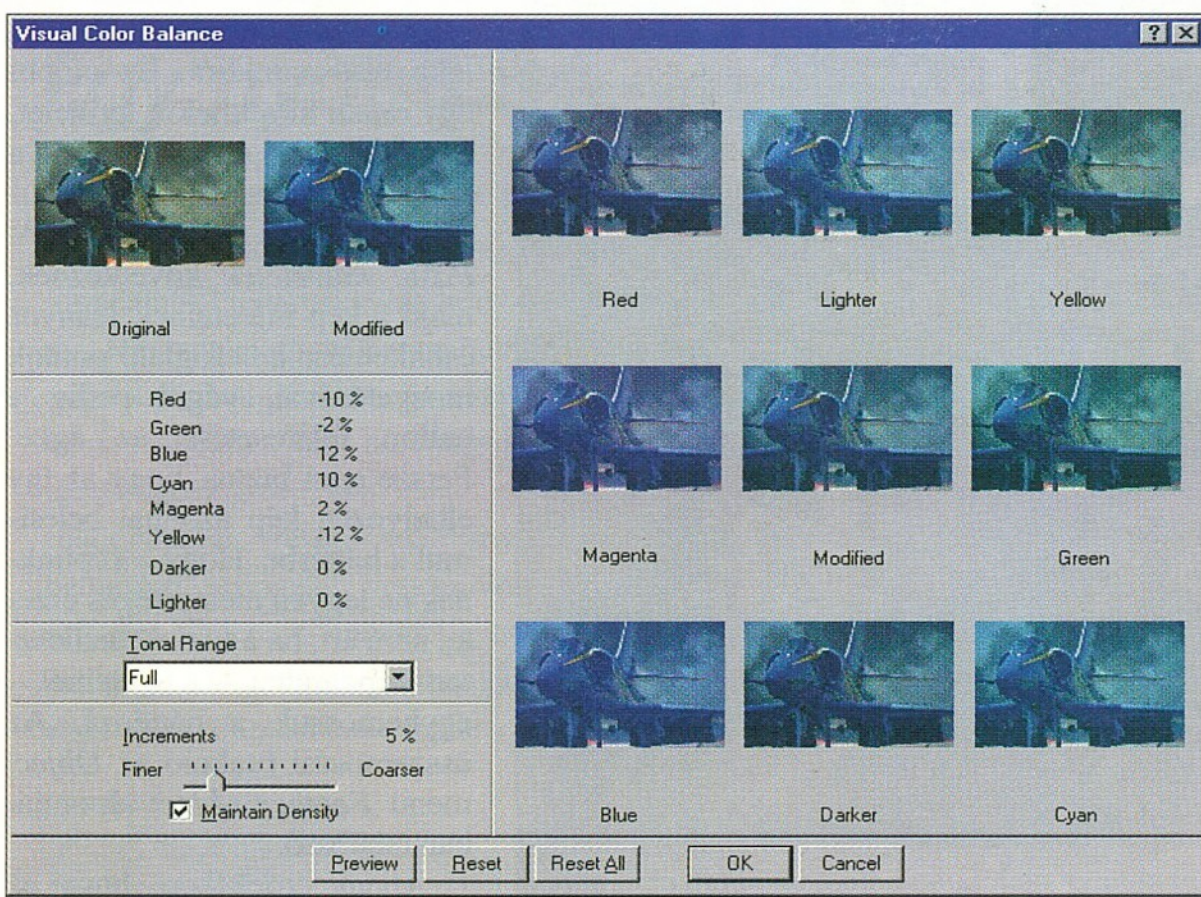 Visual Color Balance
Original Modified
Red -10 %
Green -2 %
Blue 12 %
Cyan 10 %
Magenta 2 %
Yellow -12 %
Darker 0 %
Lighter 0 %
Tonal Range
Full
Increments 5 %
Finer Coarser
Maintain Density
Red Lighter Yellow
Magenta Modified Green
Blue Darker Cyan
Preview Reset Reset All OK Cancel